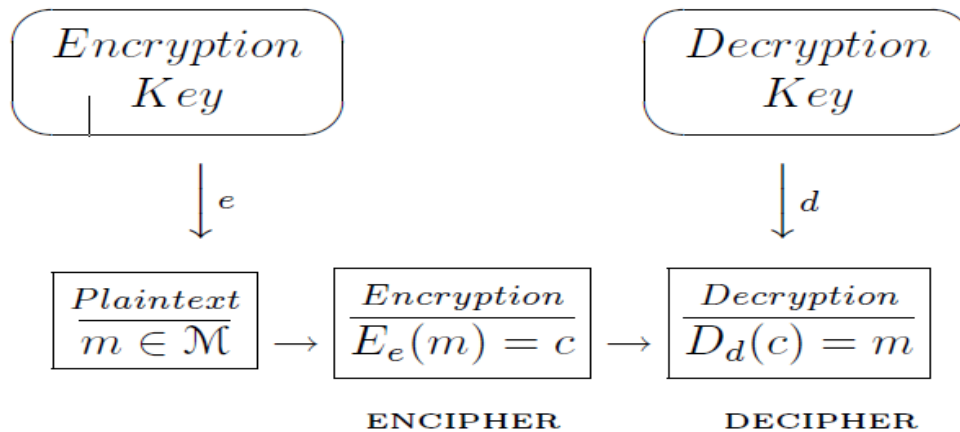 Encryption
Key
Decryption
Key
e
d
Plaintext
m ∈ ℳ
Encryption
E_e(m) = c
Decryption
D_d(c) = m
→
→
ENCIPHER
DECIPHER